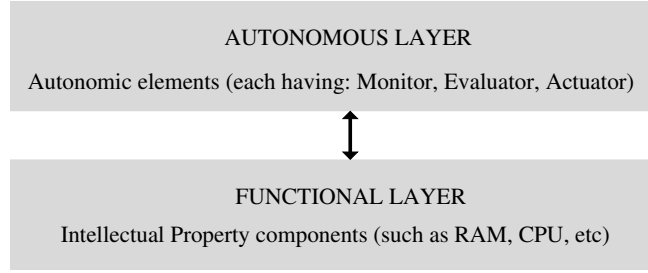 AUTONOMOUS LAYER
Autonomic elements (each having: Monitor, Evaluator, Actuator)
FUNCTIONAL LAYER
Intellectual Property components (such as RAM, CPU, etc)